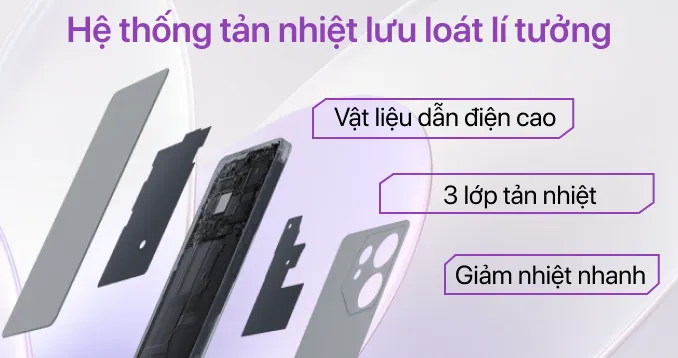 Hệ thống tản nhiệt lưu loát lí tưởng
Vật liệu dẫn điện cao
3 lớp tản nhiệt
Giảm nhiệt nhanh